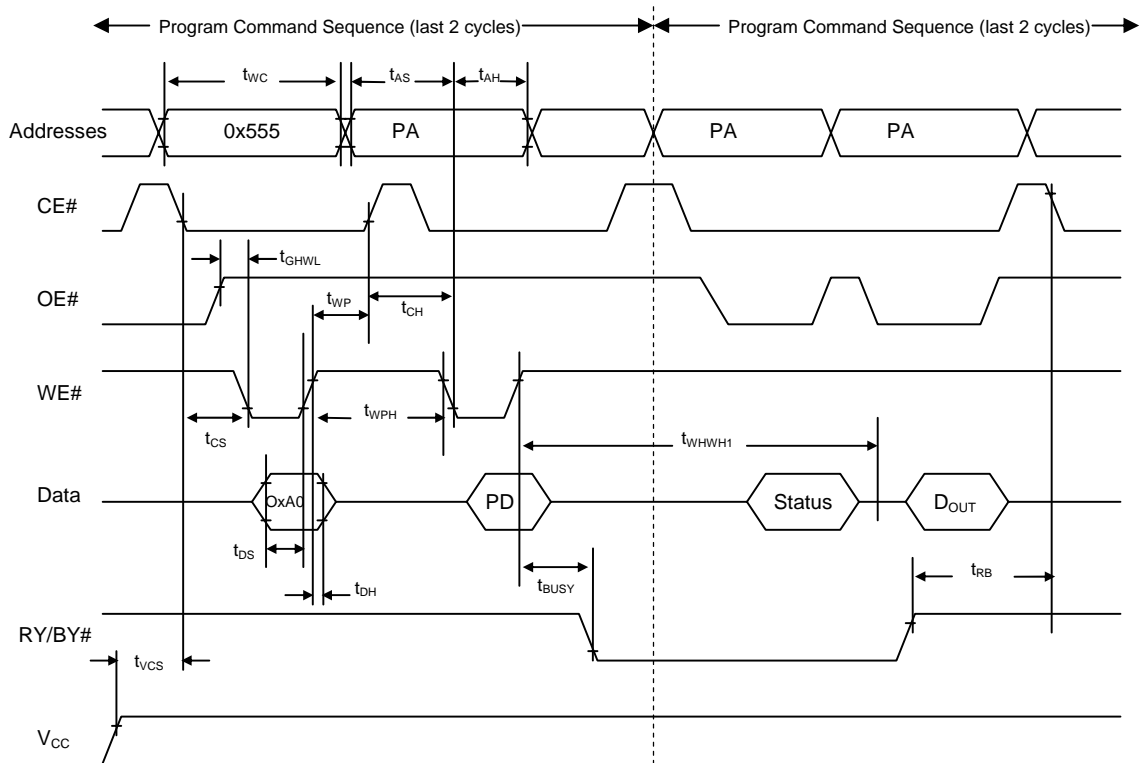 Program Command Sequence (last 2 cycles) Program Command Sequence (last 2 cycles)
tWC tAS tAH
Addresses 0x555 PA PA PA
CE#
tGHWL
OE# tWP tCH
WE#
tCS tWPH tWHWH1
Data OxA0 PD Status DOUT
tDS tDH tBUSY tRB
RY/BY#
tVCS
VCC